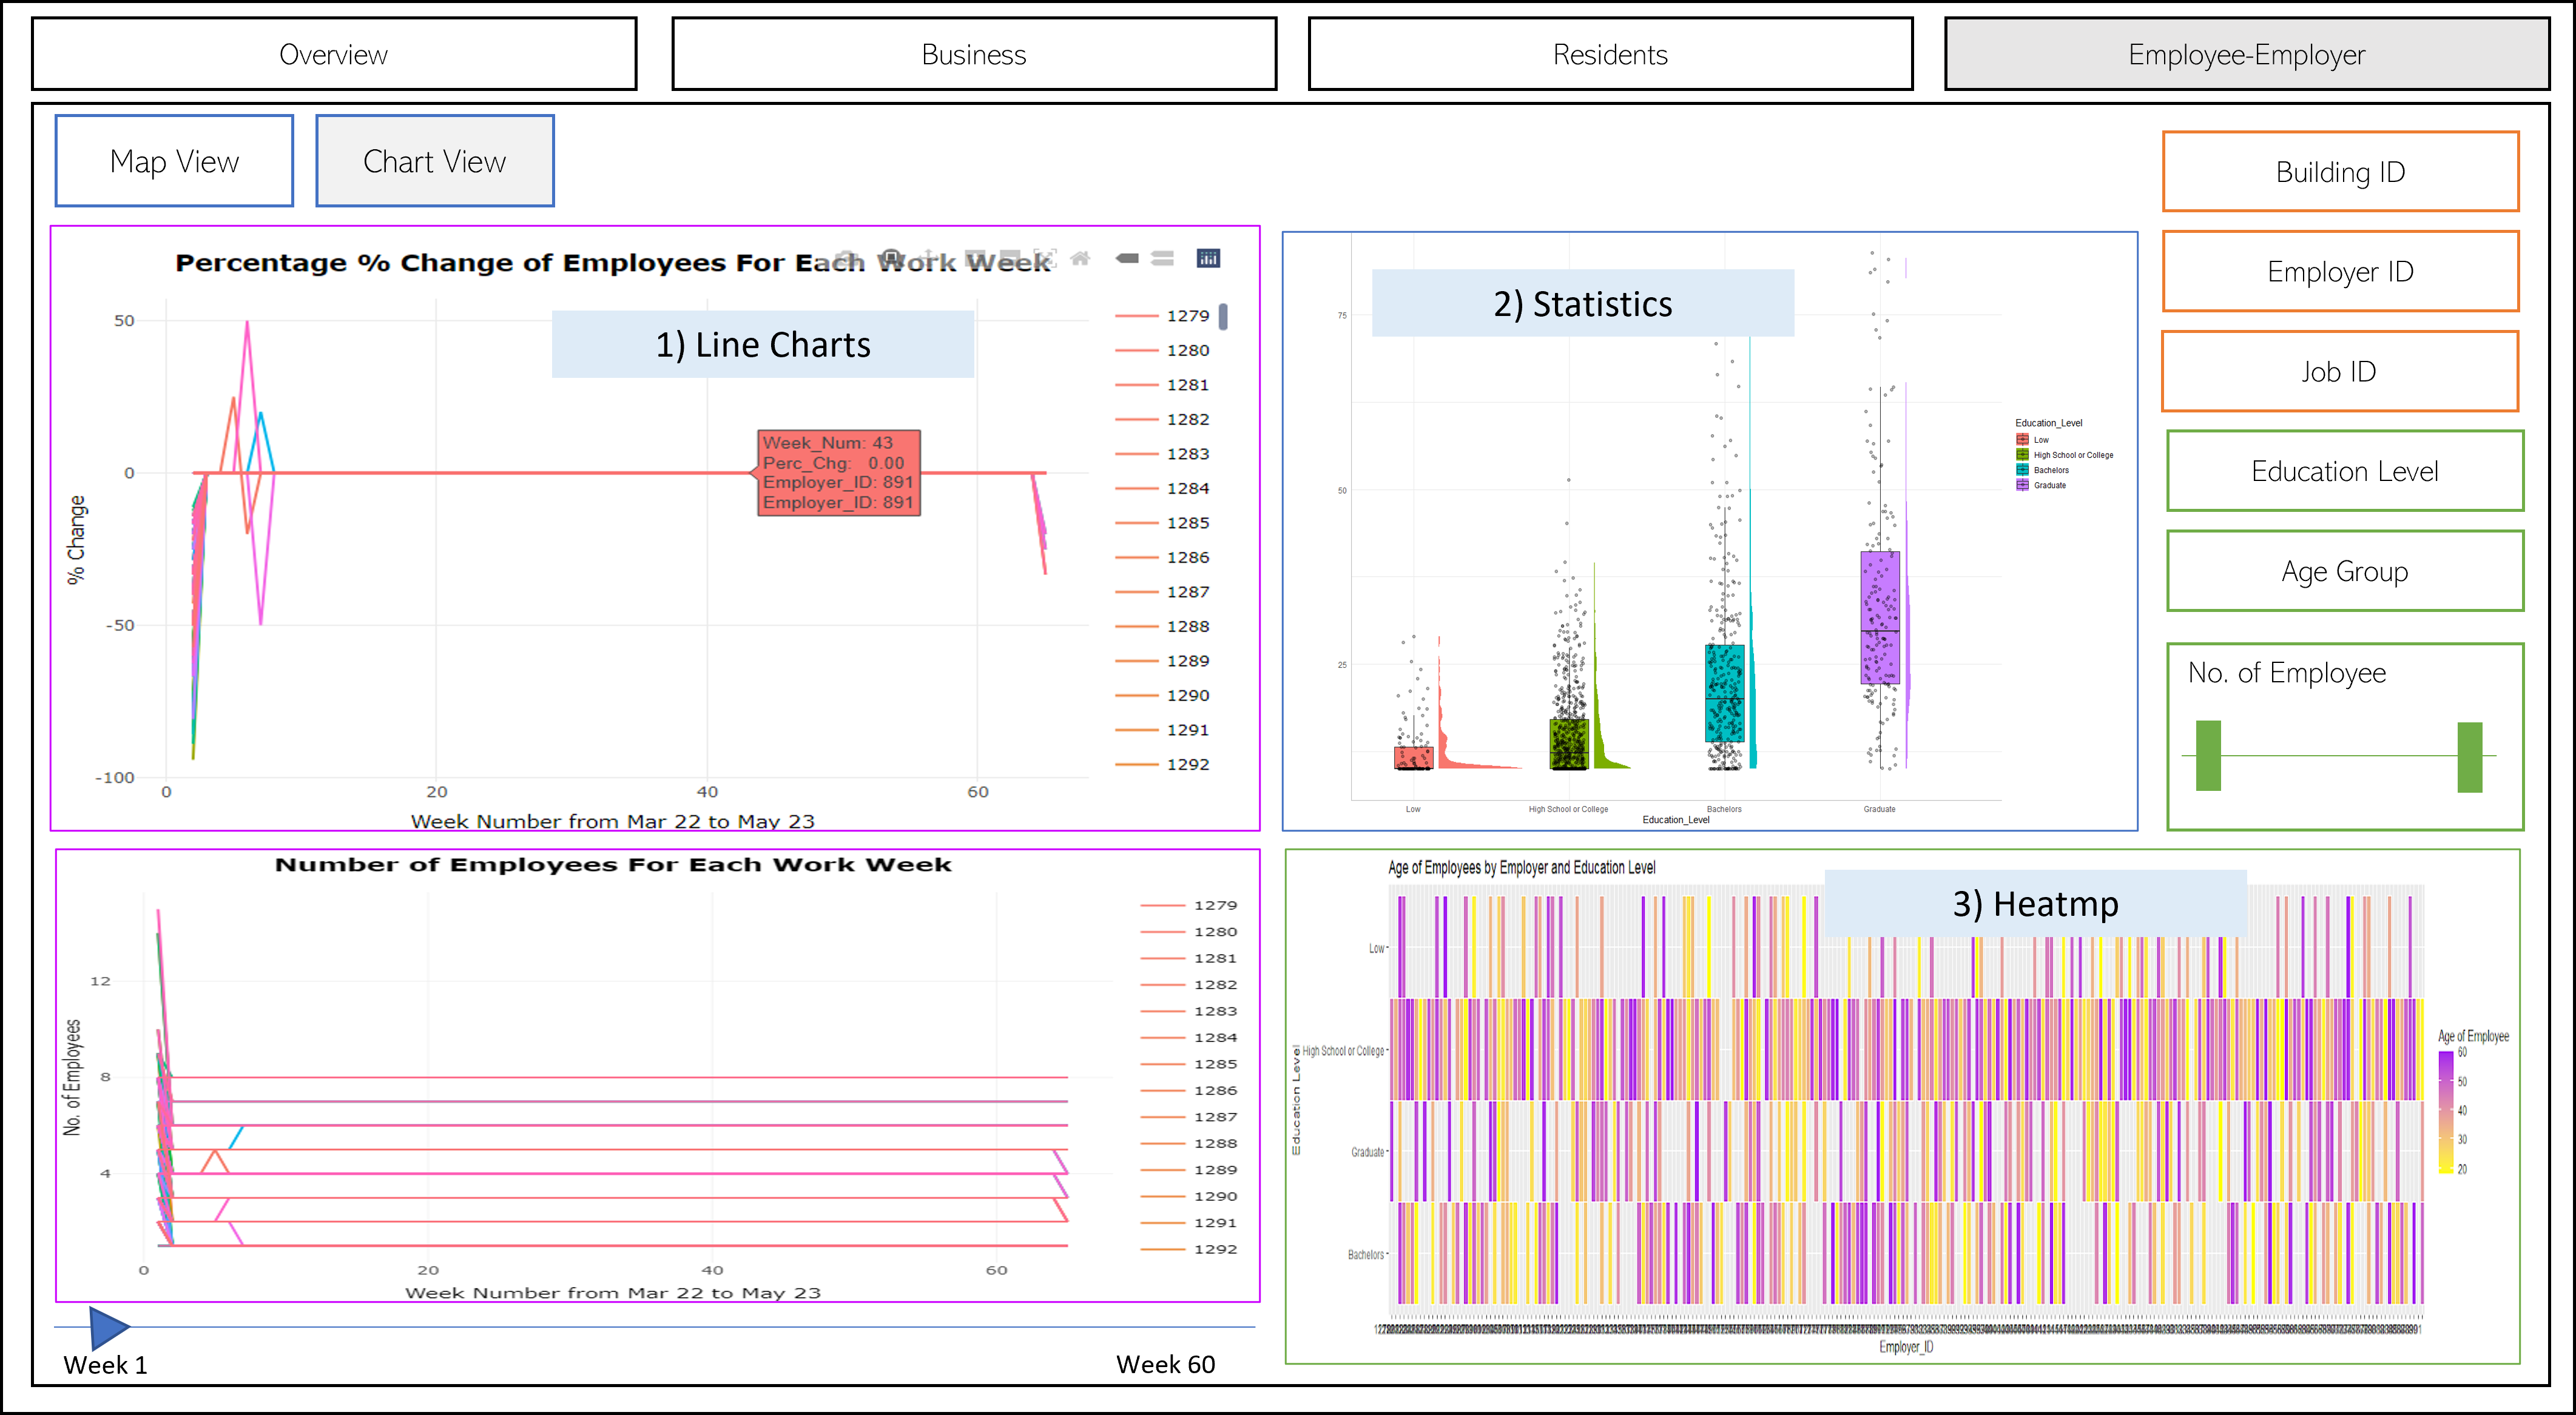 Overview
Business
Residents
Employee-Employer
Map View
Chart View
Building ID
Employer ID
Job ID
Education Level
Age Group
No. of Employee
Percentage % Change of Employees For Each Work Week
1) Line Charts
50
0
-50
-100
% Change
0
20
40
60
Week Number from Mar 22 to May 23
Week_Num: 43
Perc_Chg: 0.00
Employer_ID: 891
Employer_ID: 891
1279
1280
1281
1282
1283
1284
1285
1286
1287
1288
1289
1290
1291
1292
2) Statistics
75
50
25
Low
High School or College
Bachelors
Graduate
Education_Level
Education_Level
Low
High School or College
Bachelors
Graduate
Number of Employees For Each Work Week
12
8
4
No. of Employees
0
20
40
60
Week Number from Mar 22 to May 23
1279
1280
1281
1282
1283
1284
1285
1286
1287
1288
1289
1290
1291
1292
Week 1
Week 60
Age of Employees by Employer and Education Level
3) Heatmp
Low
High School or College
Graduate
Bachelors
Education Level
Employer_ID
Age of Employee
60
50
40
30
20